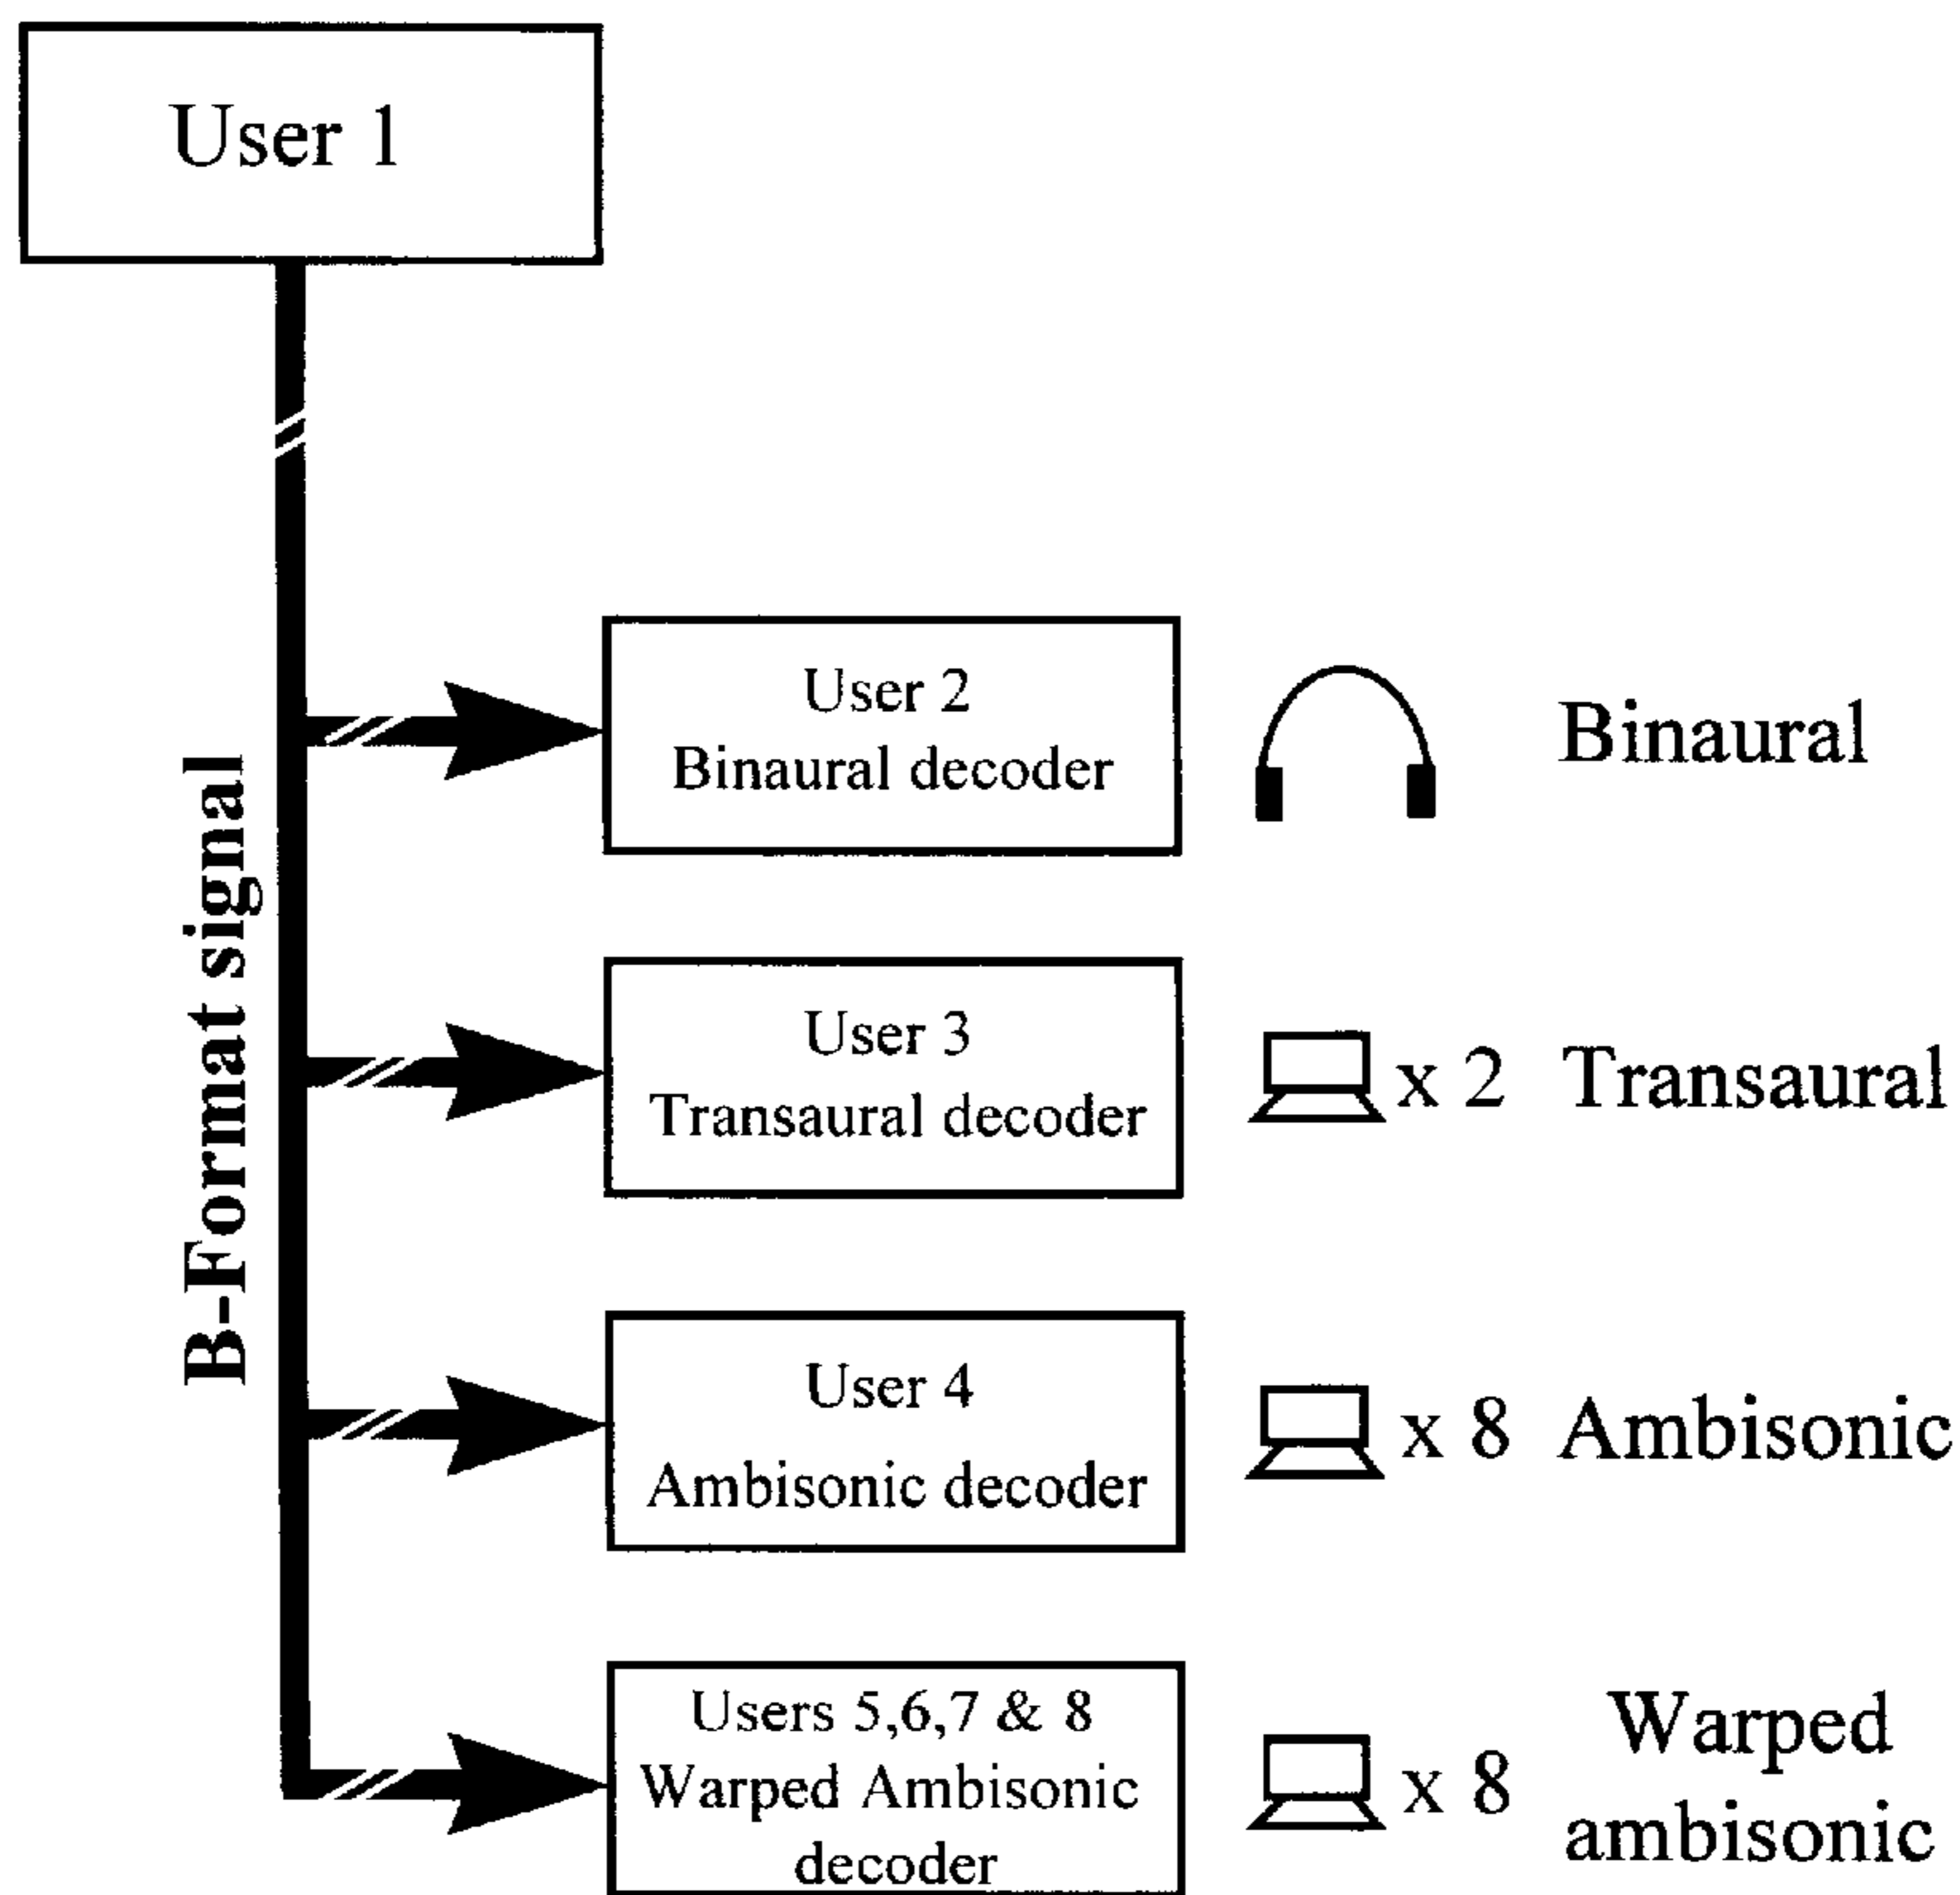 User 1
B-Format signal
User 2
Binaural decoder
Binaural
User 3
Transaural decoder
x 2 Transaural
User 4
Ambisonic decoder
x 8 Ambisonic
Users 5,6,7 & 8
Warped Ambisonic
decoder
x 8
Warped
ambisonic